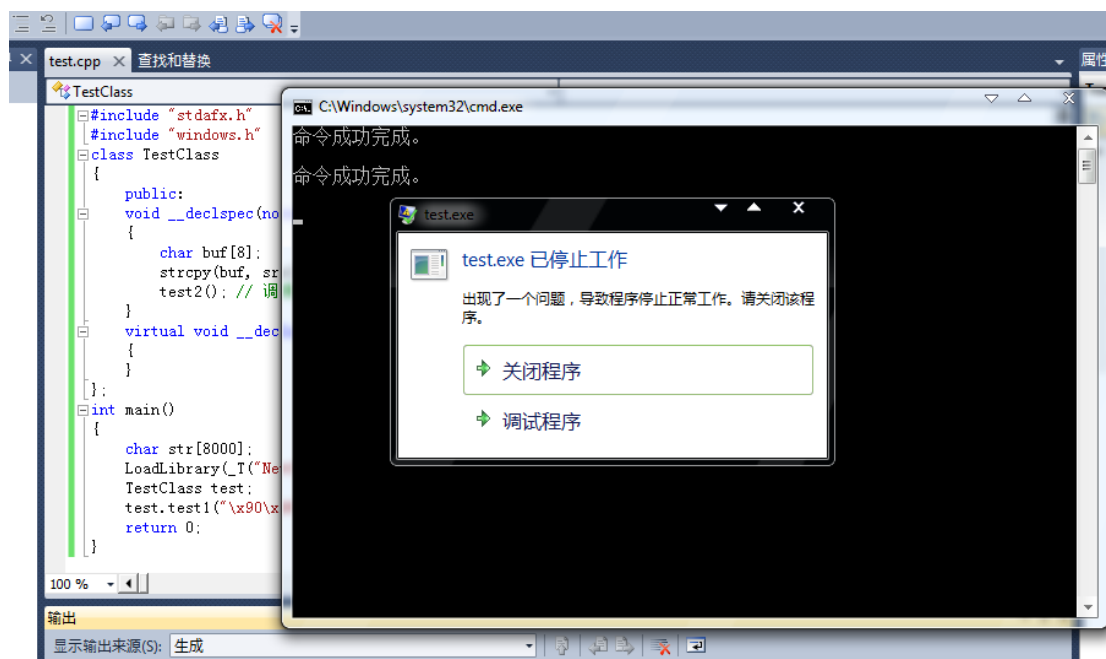 test.cpp
查找和替换
属性
TestClass
#include "stdafx.h"
#include "windows.h"
class TestClass
{
public:
void __declspec(no
{
char buf[8];
strcpy(buf, sr
test2(); // 调
}
virtual void __dec
{
}
};
int main()
{
char str[8000];
LoadLibrary(_T("Ne
TestClass test;
test.test1("\x90\x
return 0;
}
100 %
输出
显示输出来源(S):
生成
C:\Windows\system32\cmd.exe
命令成功完成。
命令成功完成。
test.exe
test.exe 已停止工作
出现了一个问题，导致程序停止正常工作。请关闭该程
序。
关闭程序
调试程序